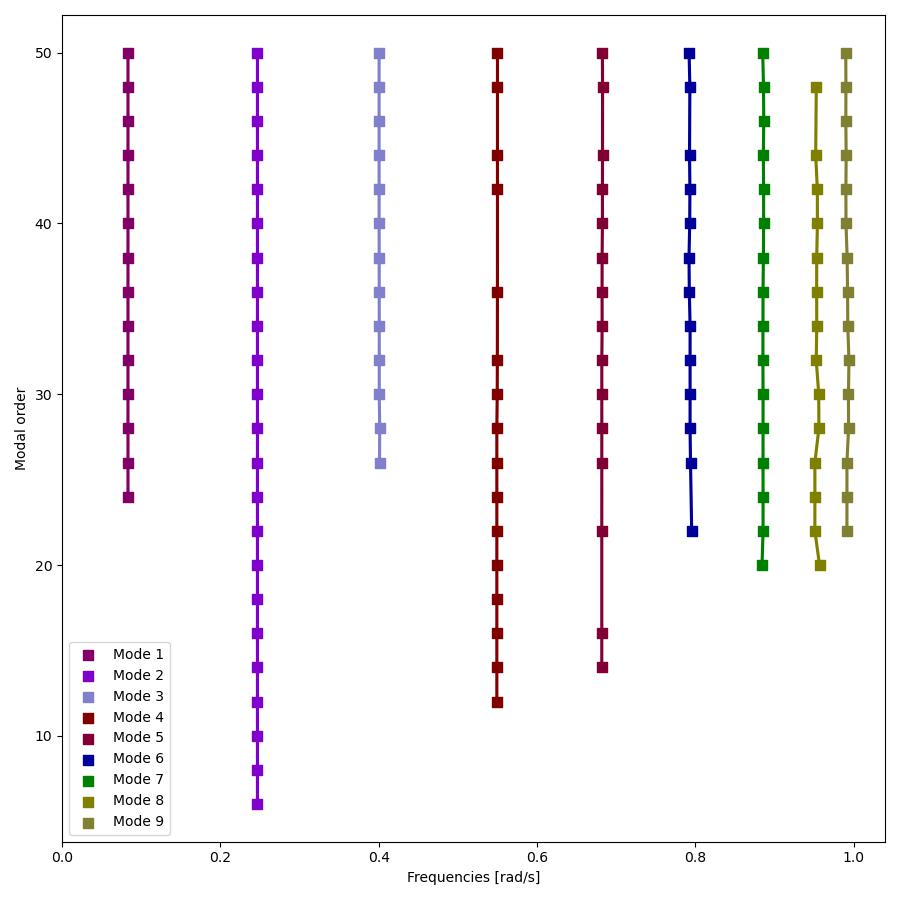 50
40
30
20
10
Modal order
Mode 1
Mode 2
Mode 3
Mode 4
Mode 5
Mode 6
Mode 7
Mode 8
Mode 9
0.0 0.2 0.4 0.6 0.8 1.0
Frequencies [rad/s]